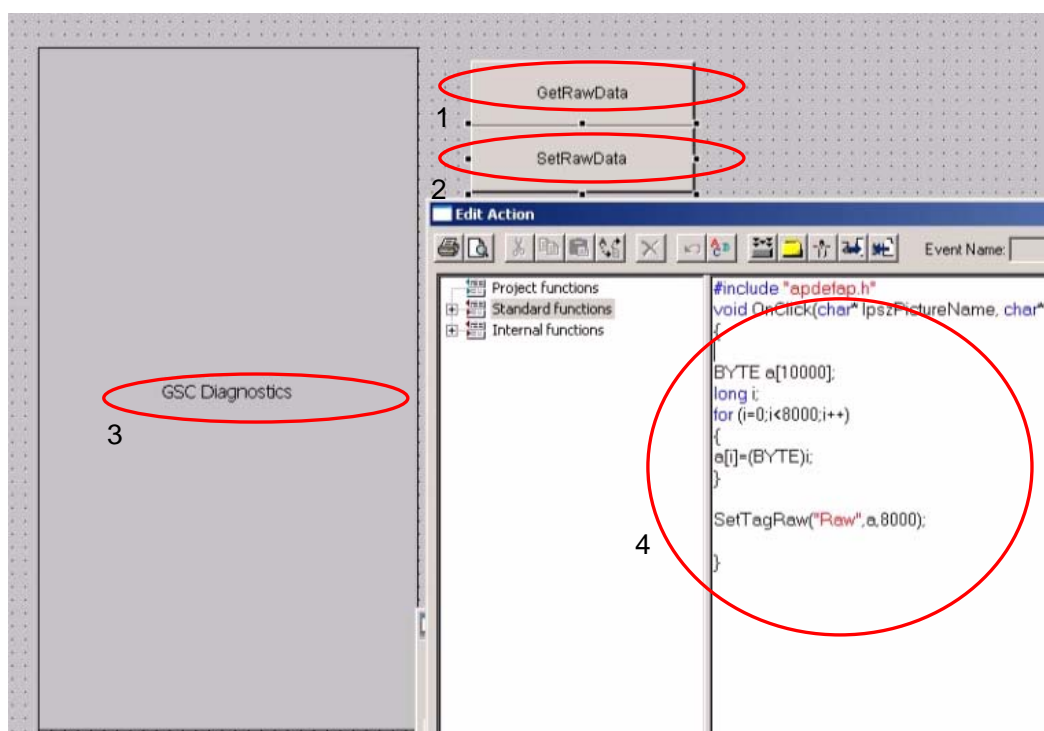 GetRawData
1
SetRawData
2
Edit Action
Event Name:
Project functions
Standard functions
Internal functions
#include "apdefap.h"
void OnClick(char* lpszPictureName, char*
{
BYTE a[10000];
long i;
for (i=0;i<8000;i++)
{
a[i]=(BYTE)i;
}
SetTagRaw("Raw",a,8000);
}
GSC Diagnostics
3
4